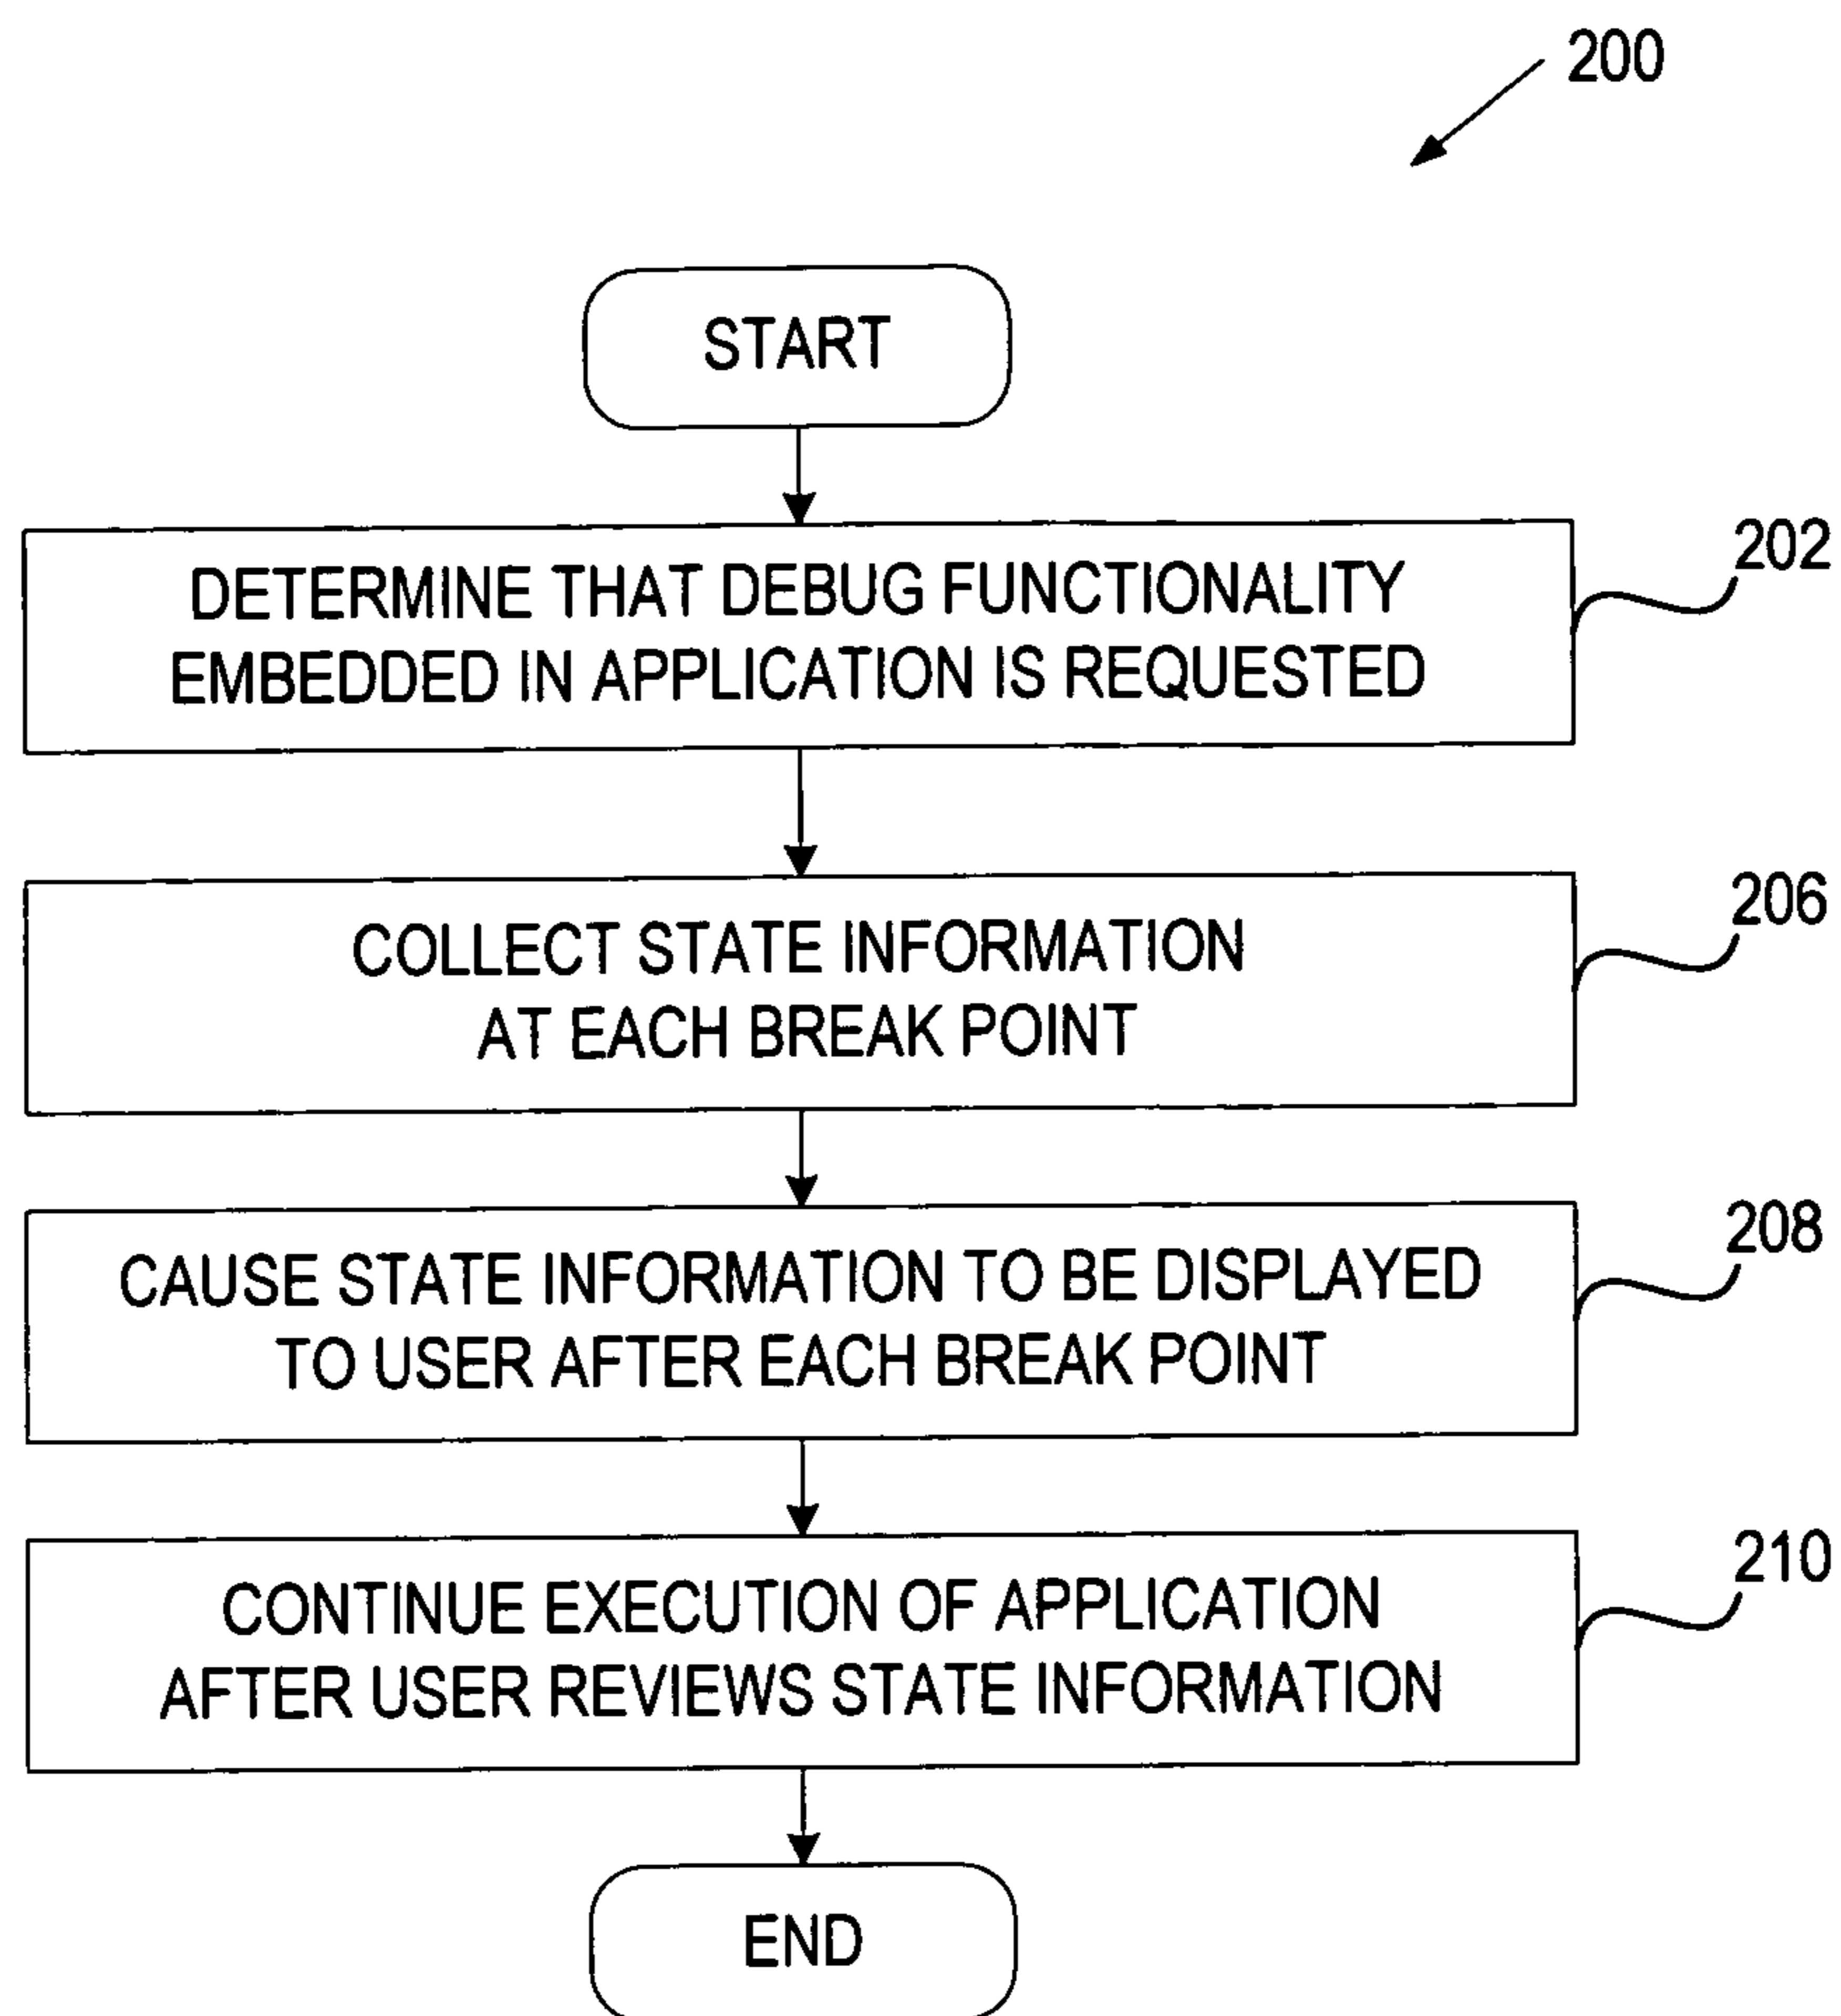 200
START
DETERMINE THAT DEBUG FUNCTIONALITY
EMBEDDED IN APPLICATION IS REQUESTED
202
COLLECT STATE INFORMATION
AT EACH BREAK POINT
206
CAUSE STATE INFORMATION TO BE DISPLAYED
TO USER AFTER EACH BREAK POINT
208
CONTINUE EXECUTION OF APPLICATION
AFTER USER REVIEWS STATE INFORMATION
210
END